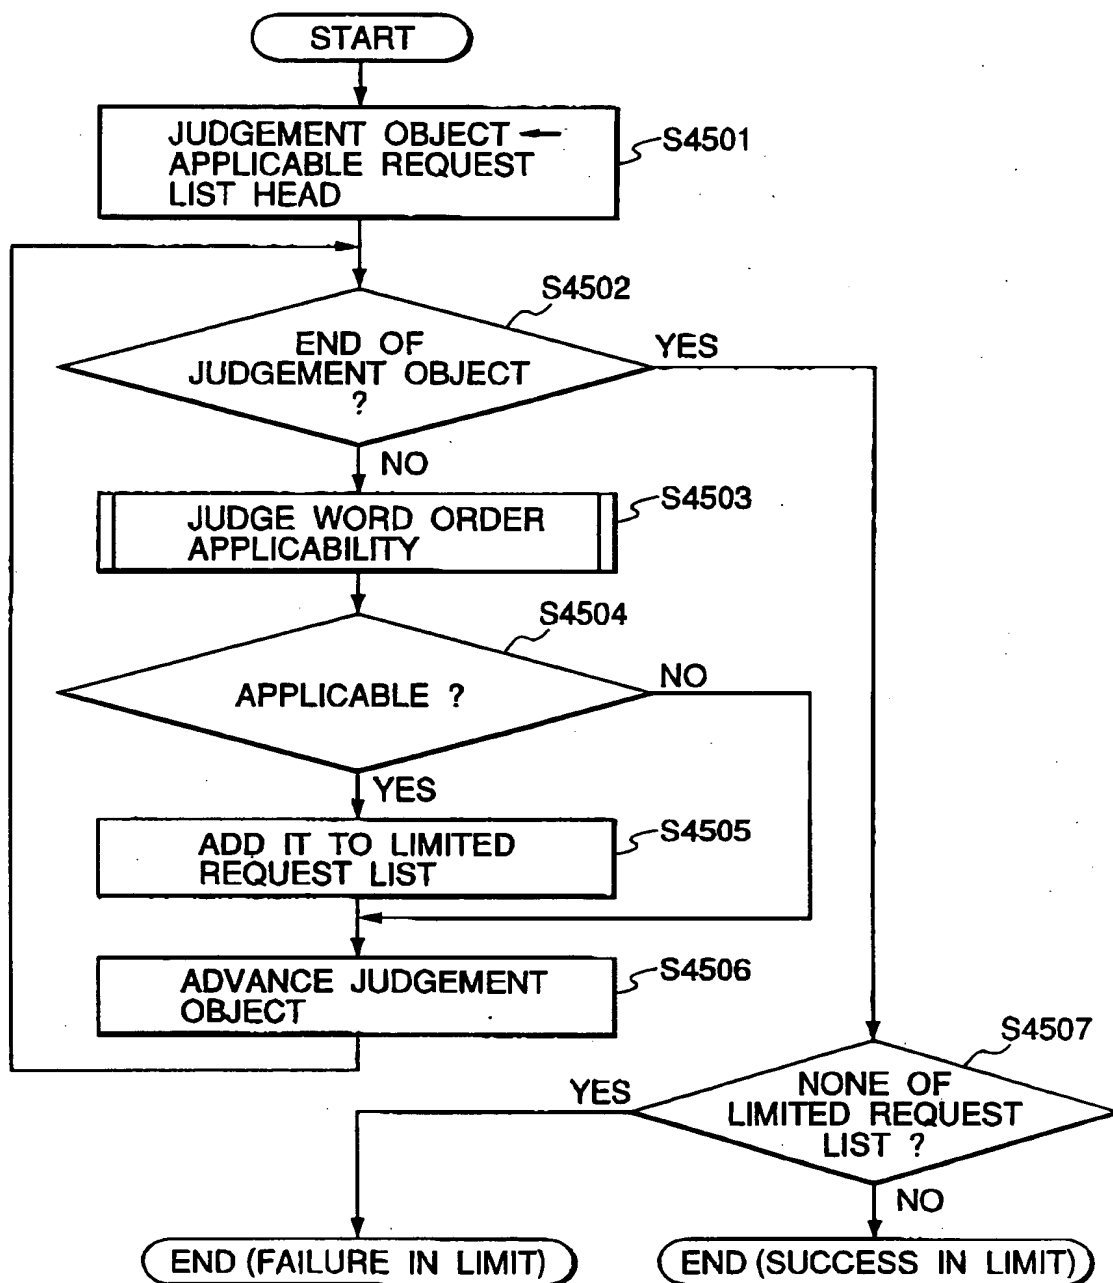 START
JUDGEMENT OBJECT ←
APPLICABLE REQUEST
LIST HEAD
S4501
S4502
END OF
JUDGEMENT OBJECT
?
YES
NO
JUDGE WORD ORDER
APPLICABILITY
S4503
S4504
APPLICABLE ?
NO
YES
ADD IT TO LIMITED
REQUEST LIST
S4505
ADVANCE JUDGEMENT
OBJECT
S4506
S4507
NONE OF
LIMITED REQUEST
LIST ?
YES
NO
END (FAILURE IN LIMIT)
END (SUCCESS IN LIMIT)